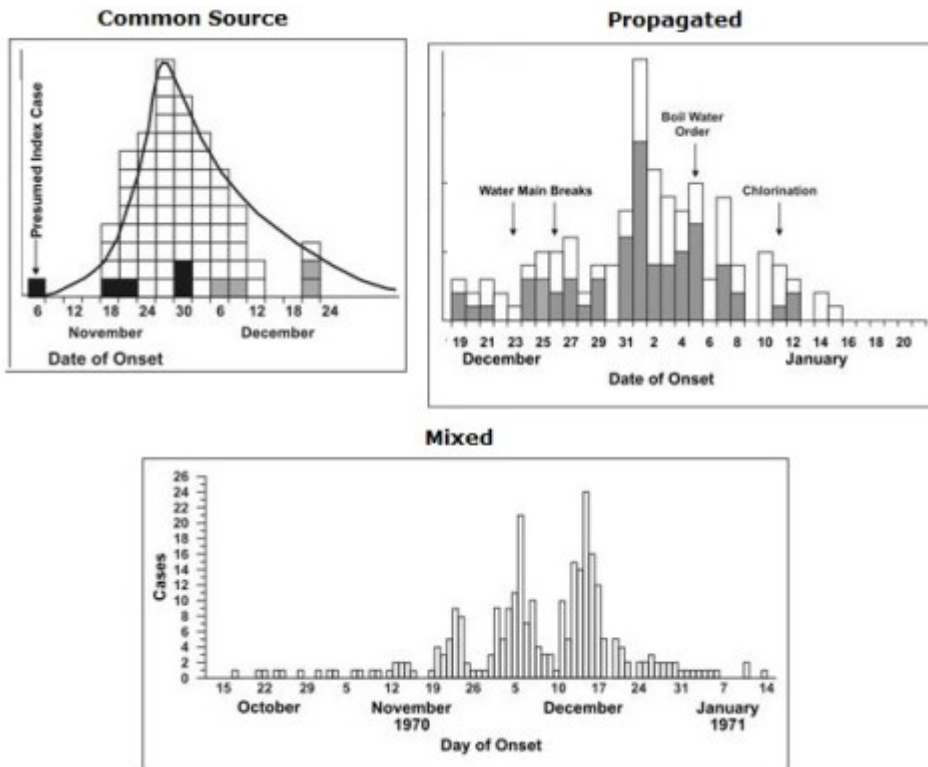 Common Source
Presumed Index Case
6 12 18 24 30 6 12 18 24
November December
Date of Onset
Propagated
Boil Water
Order
Water Main Breaks
Chlorination
19 21 23 25 27 29 31 2 4 6 8 10 12 14 16 18 20
December January
Date of Onset
Mixed
Cases
26
24
22
20
18
16
14
12
10
8
6
4
2
0
15 22 29 5 12 19 26 5 10 17 24 31 7 14
October November December January
1970 1971
Day of Onset